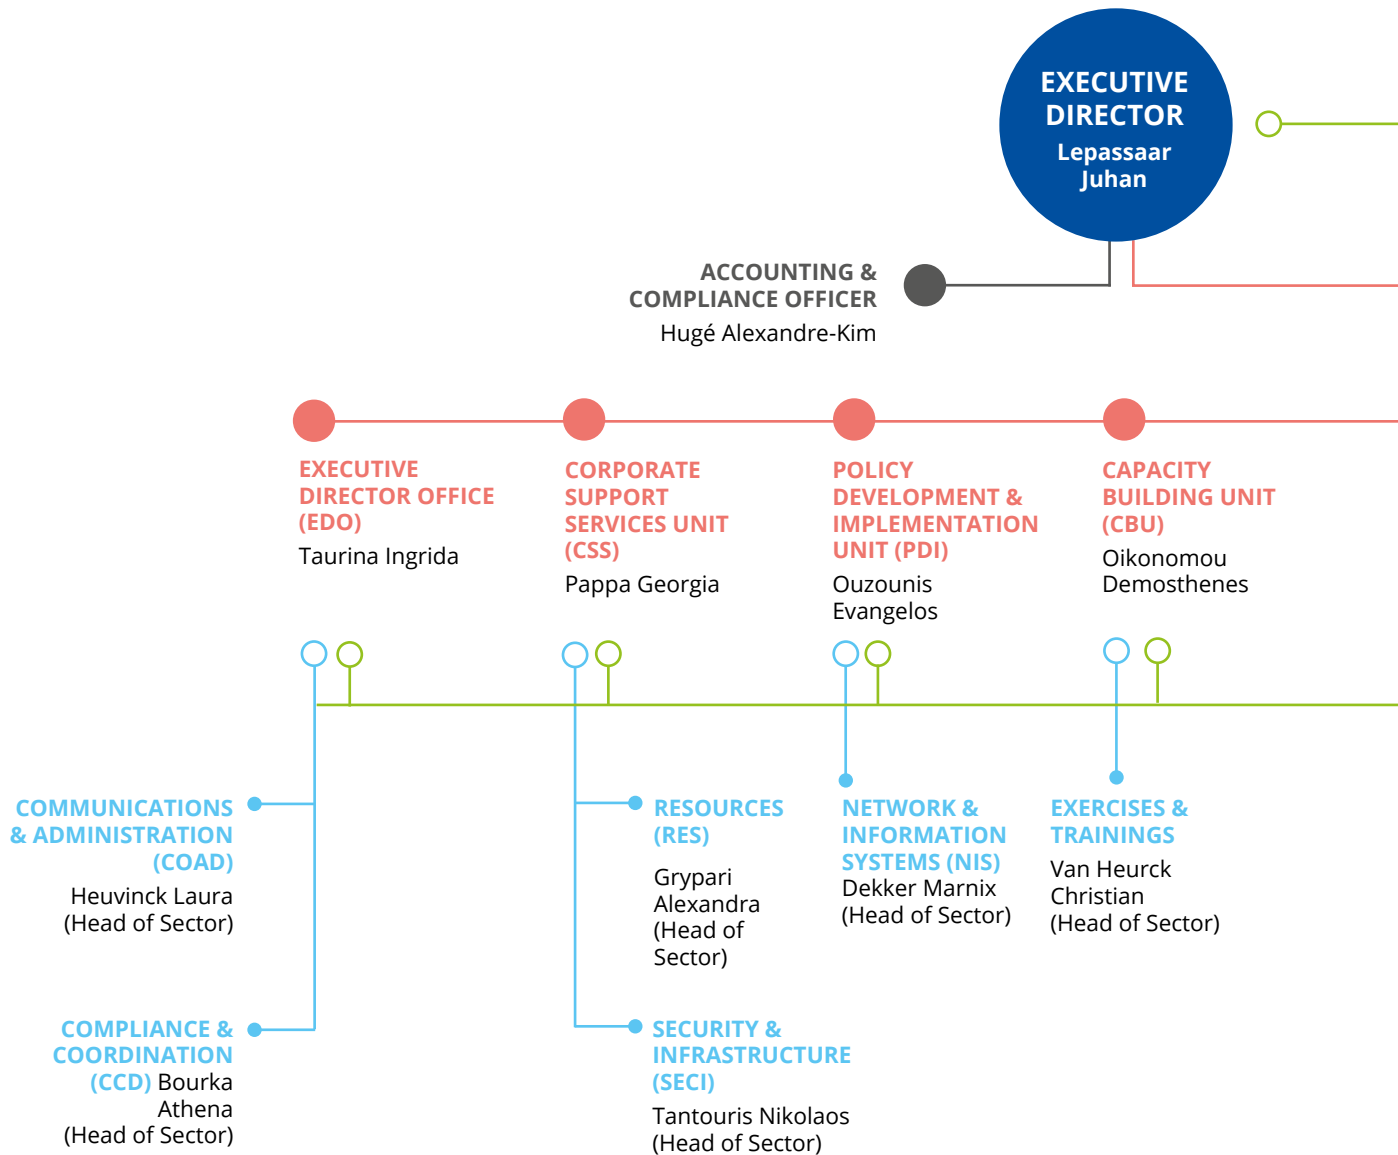 EXECUTIVE
DIRECTOR
Lepassaar
Juhan
ACCOUNTING &
COMPLIANCE OFFICER
Hugé Alexandre-Kim
EXECUTIVE
DIRECTOR OFFICE
(EDO)
Taurina Ingrida
CORPORATE
SUPPORT
SERVICES UNIT
(CSS)
Pappa Georgia
POLICY
DEVELOPMENT &
IMPLEMENTATION
UNIT (PDI)
Ouzounis
Evangelos
CAPACITY
BUILDING UNIT
(CBU)
Oikonomou
Demosthenes
COMMUNICATIONS
& ADMINISTRATION
(COAD)
Heuvinck Laura
(Head of Sector)
RESOURCES
(RES)
Grypari
Alexandra
(Head of
Sector)
NETWORK &
INFORMATION
SYSTEMS (NIS)
Dekker Marnix
(Head of Sector)
EXERCISES &
TRAININGS
Van Heurck
Christian
(Head of Sector)
COMPLIANCE &
COORDINATION
(CCD) Bourka
Athena
(Head of Sector)
SECURITY &
INFRASTRUCTURE
(SECI)
Tantouris Nikolaos
(Head of Sector)